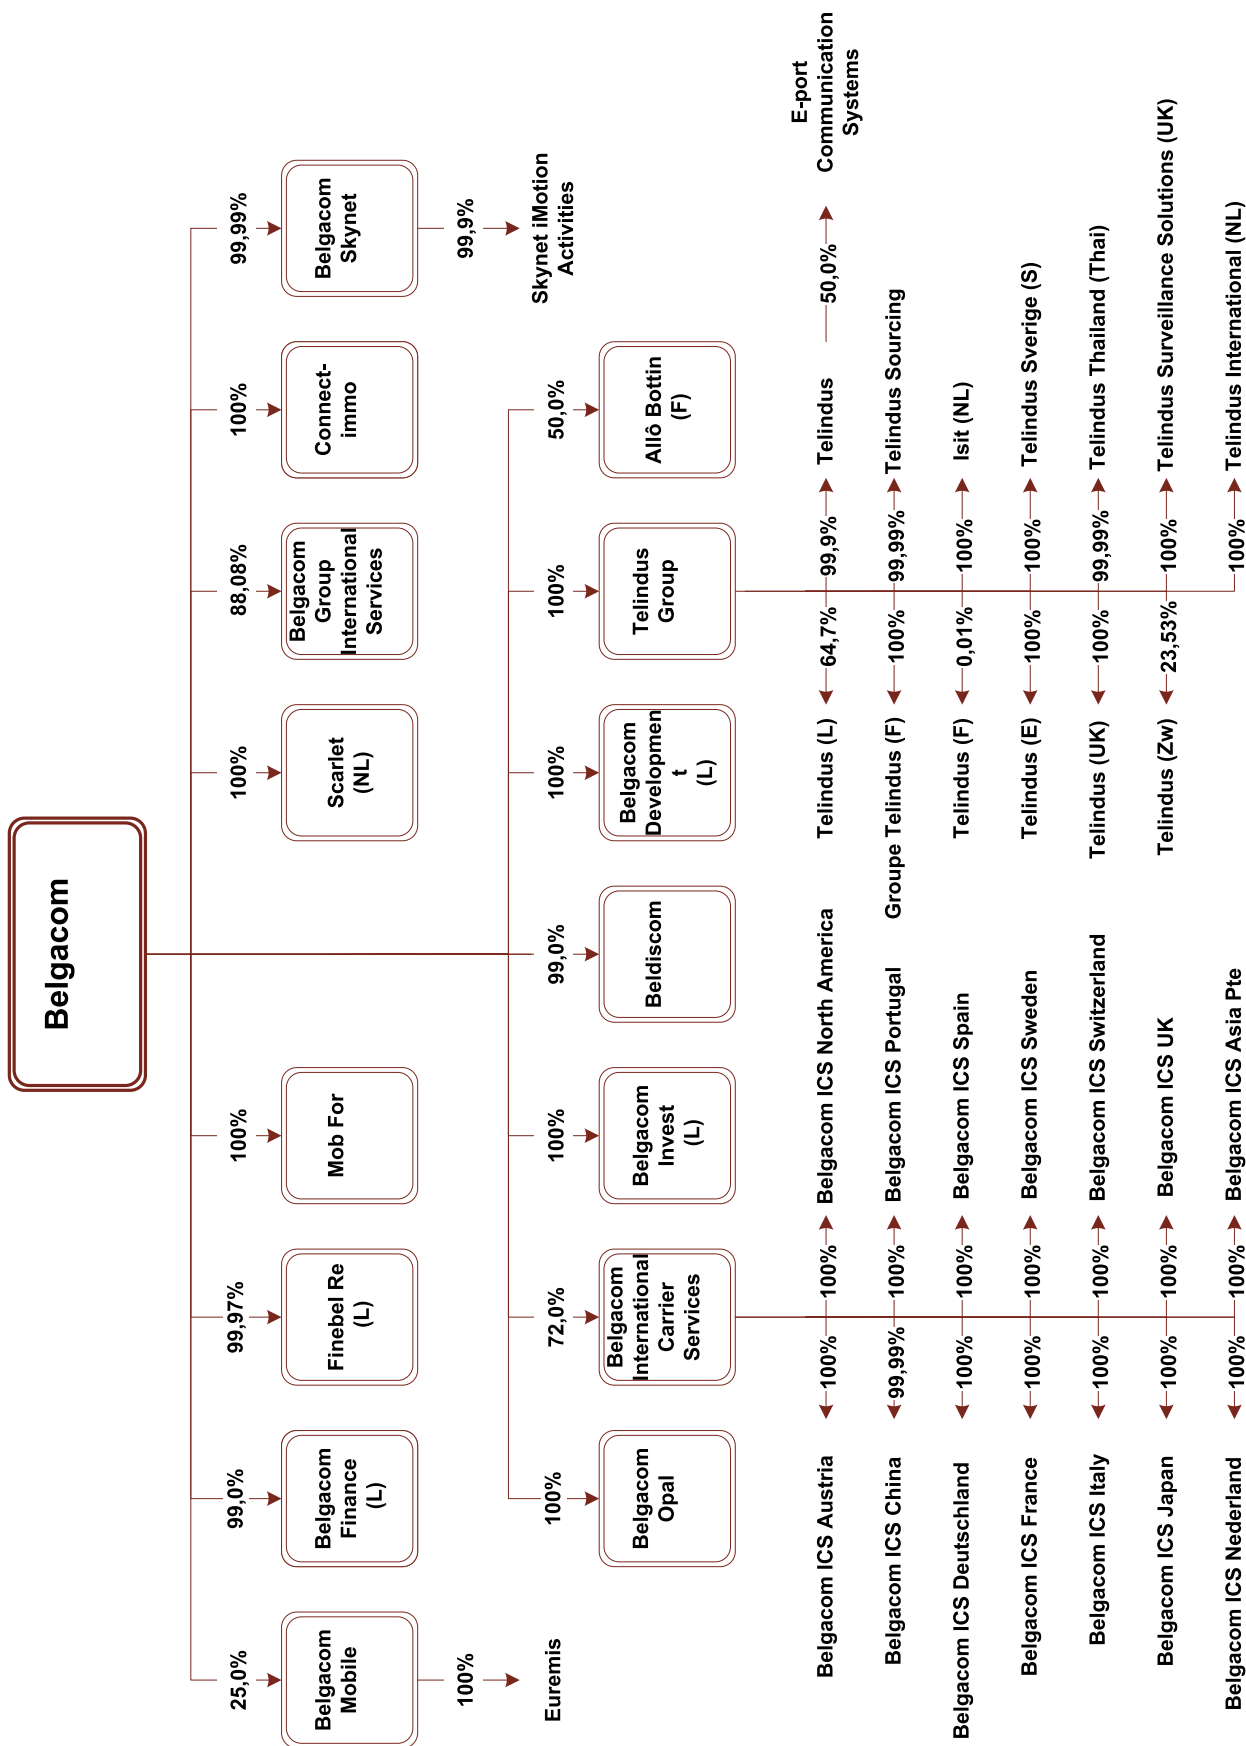 Belgacom
25,0%
99,0%
99,97%
100%
100%
88,08%
100%
99,99%
Belgacom
Mobile
Belgacom
Finance
(L)
Finebel Re
(L)
Mob For
Scarlet
(NL)
Belgacom
Group
International
Services
Connect-
immo
Belgacom
Skynet
100%
99,9%
Euremis
Skynet iMotion
Activities
100%
72,0%
100%
99,0%
100%
100%
50,0%
Belgacom
Opal
Belgacom
International
Carrier
Services
Belgacom
Invest
(L)
Beldiscom
Belgacom
Developmen
t
(L)
Telindus
Group
Allô Bottin
(F)
Belgacom ICS Austria
100%
100%
Belgacom ICS North America
Telindus (L)
64,7%
99,9%
Telindus
50,0%
E-port
Communication
Systems
Belgacom ICS China
99,99%
100%
Belgacom ICS Portugal
Groupe Telindus (F)
100%
99,99%
Telindus Sourcing
Belgacom ICS Deutschland
100%
100%
Belgacom ICS Spain
Telindus (F)
0,01%
100%
Isit (NL)
Belgacom ICS France
100%
100%
Belgacom ICS Sweden
Telindus (E)
100%
100%
Telindus Sverige (S)
Belgacom ICS Italy
100%
100%
Belgacom ICS Switzerland
Telindus (UK)
100%
99,99%
Telindus Thailand (Thai)
Belgacom ICS Japan
100%
100%
Belgacom ICS UK
Telindus (Zw)
23,53%
100%
Telindus Surveillance Solutions (UK)
Belgacom ICS Nederland
100%
100%
Belgacom ICS Asia Pte
100%
Telindus International (NL)